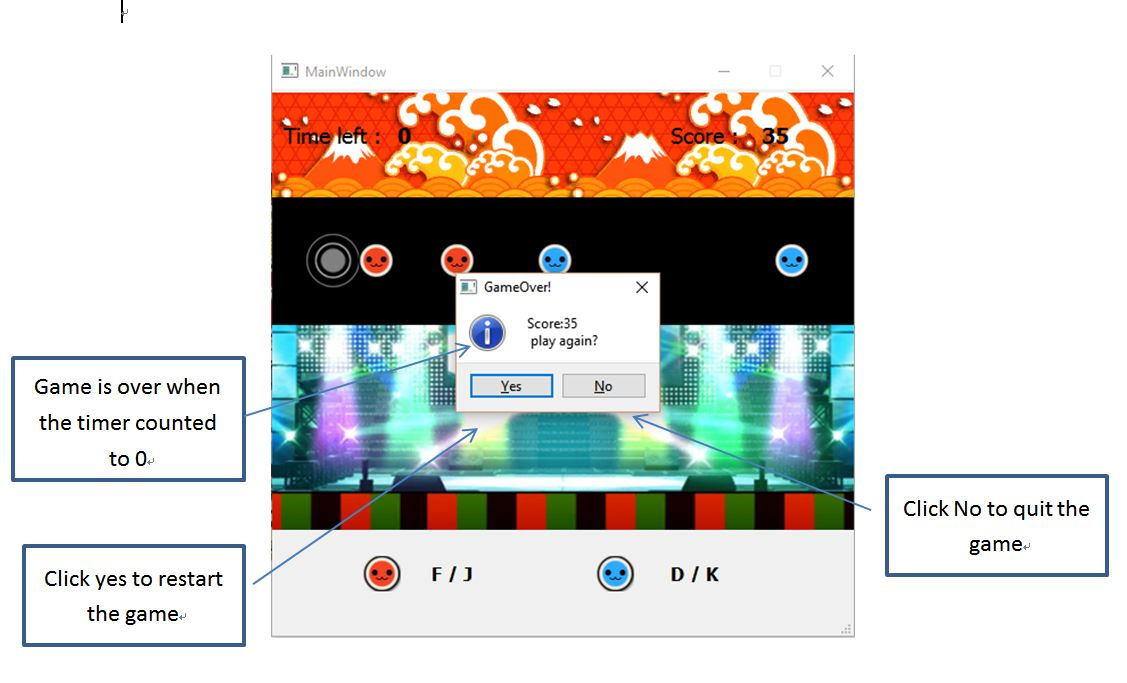 MainWindow
Time left : 0
Score : 35
GameOver!
Score:35
play again?
Yes
No
Game is over when
the timer counted
to 0
Click yes to restart
the game
Click No to quit the
game
F / J
D / K